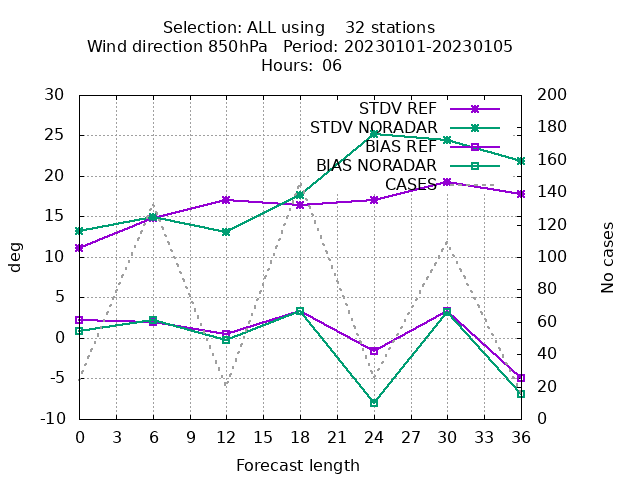 Selection: ALL using    32 stations
Wind direction 850hPa   Period: 20230101-20230105
Hours: 06
STDV REF
STDV NORADAR
BIAS REF
BIAS NORADAR
CASES
30
25
20
15
10
5
0
-5
-10
deg
200
180
160
140
120
100
80
60
40
20
0
No cases
0 3 6 9 12 15 18 21 24 27 30 33 36
Forecast length